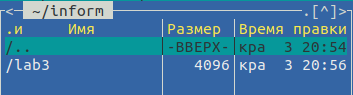 <— ~/inform —.[^]>
.и Имя Размер Время правки
/.. -ВВЕРХ- кра 3 20:54
/lab3 4096 кра 3 20:56